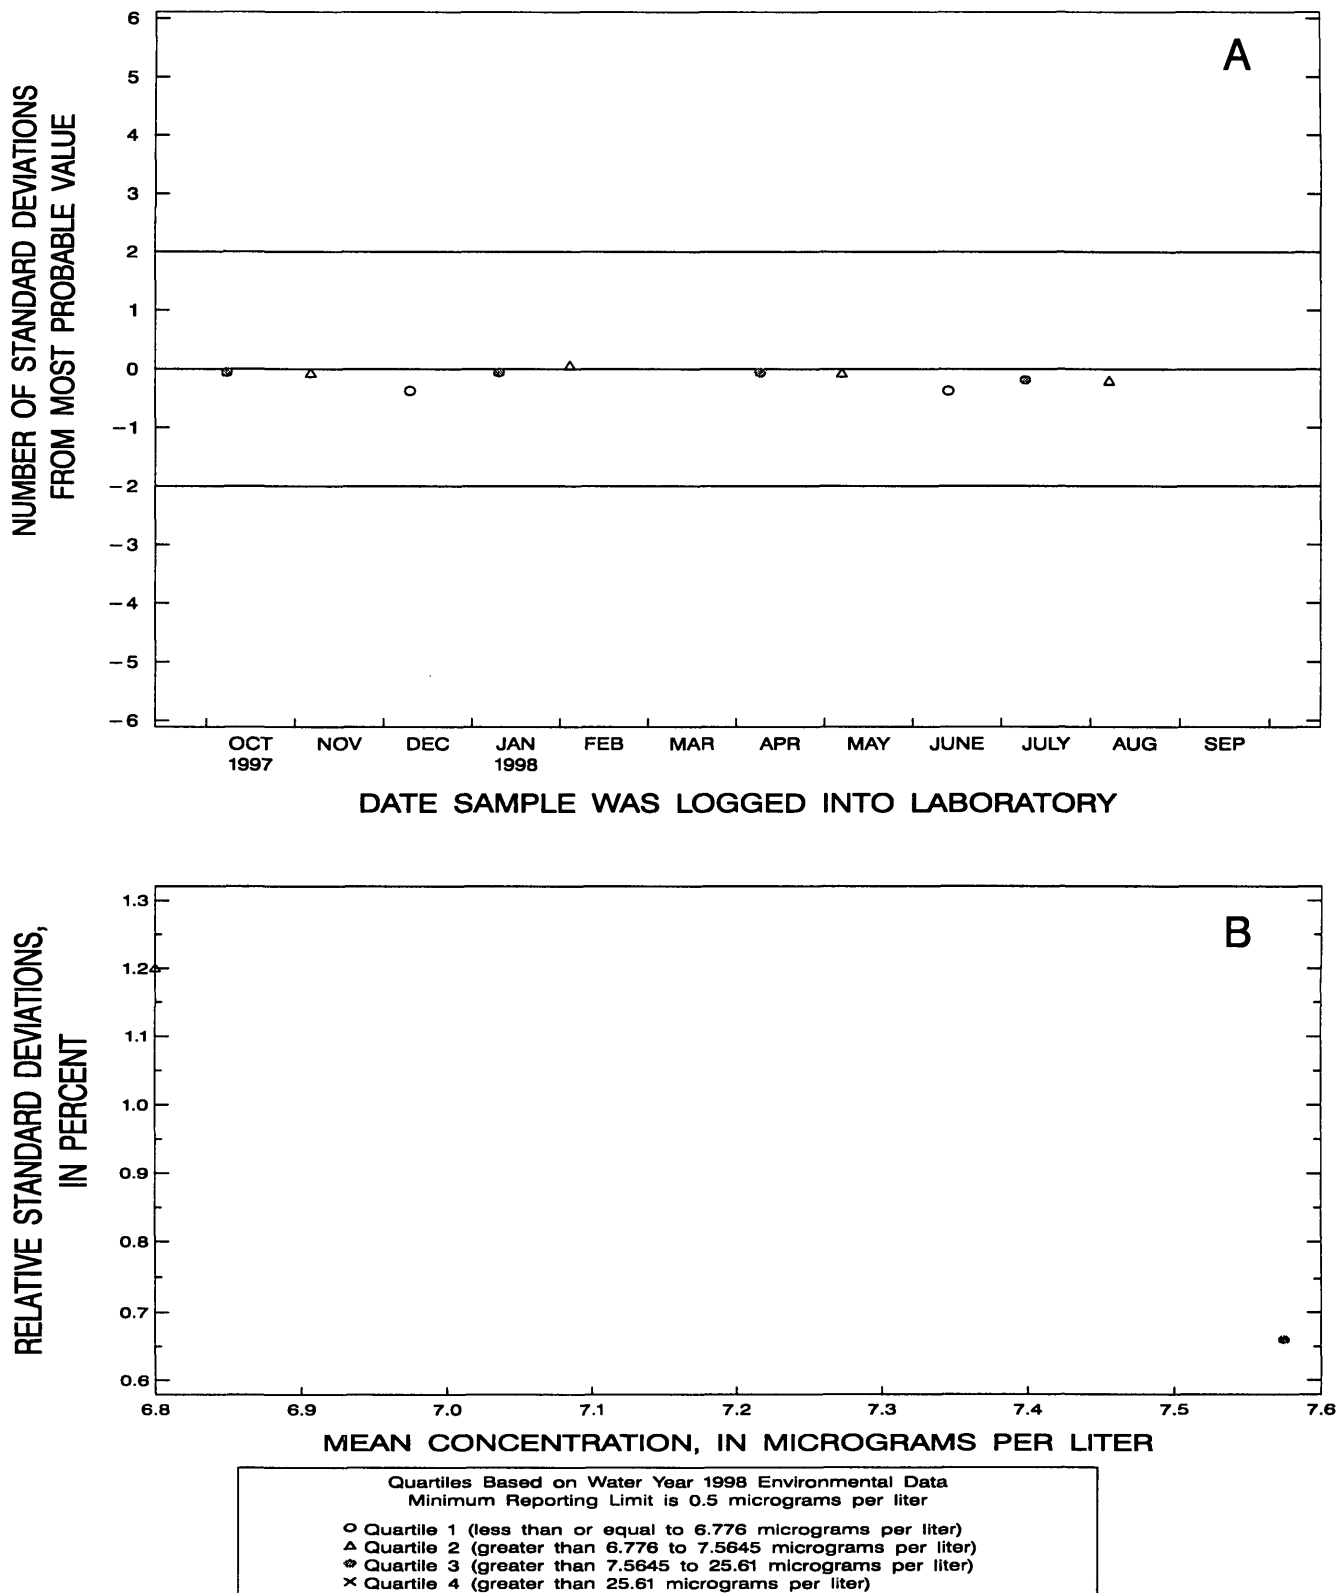 A
NUMBER OF STANDARD DEVIATIONS
FROM MOST PROBABLE VALUE
6
5
4
3
2
1
0
−1
−2
−3
−4
−5
−6
OCT NOV DEC JAN FEB MAR APR MAY JUNE JULY AUG SEP
1997 1998
DATE SAMPLE WAS LOGGED INTO LABORATORY
B
RELATIVE STANDARD DEVIATIONS,
IN PERCENT
1.3
1.2
1.1
1.0
0.9
0.8
0.7
0.6
6.8 6.9 7.0 7.1 7.2 7.3 7.4 7.5 7.6
MEAN CONCENTRATION, IN MICROGRAMS PER LITER
Quartiles Based on Water Year 1998 Environmental Data
Minimum Reporting Limit is 0.5 micrograms per liter
Quartile 1 (less than or equal to 6.776 micrograms per liter)
Quartile 2 (greater than 6.776 to 7.5645 micrograms per liter)
Quartile 3 (greater than 7.5645 to 25.61 micrograms per liter)
Quartile 4 (greater than 25.61 micrograms per liter)